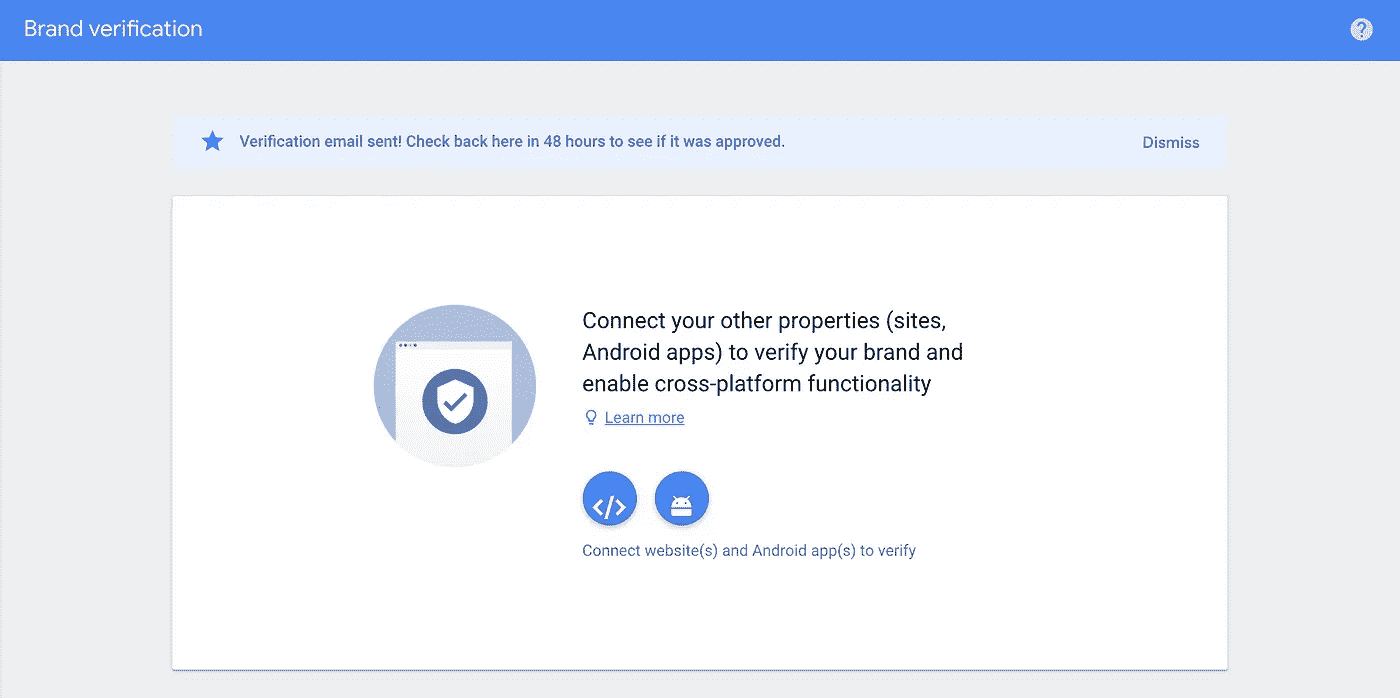 Brand verification
Verification email sent! Check back here in 48 hours to see if it was approved.
Dismiss
Connect your other properties (sites,
Android apps) to verify your brand and
enable cross-platform functionality
Learn more
Connect website(s) and Android app(s) to verify